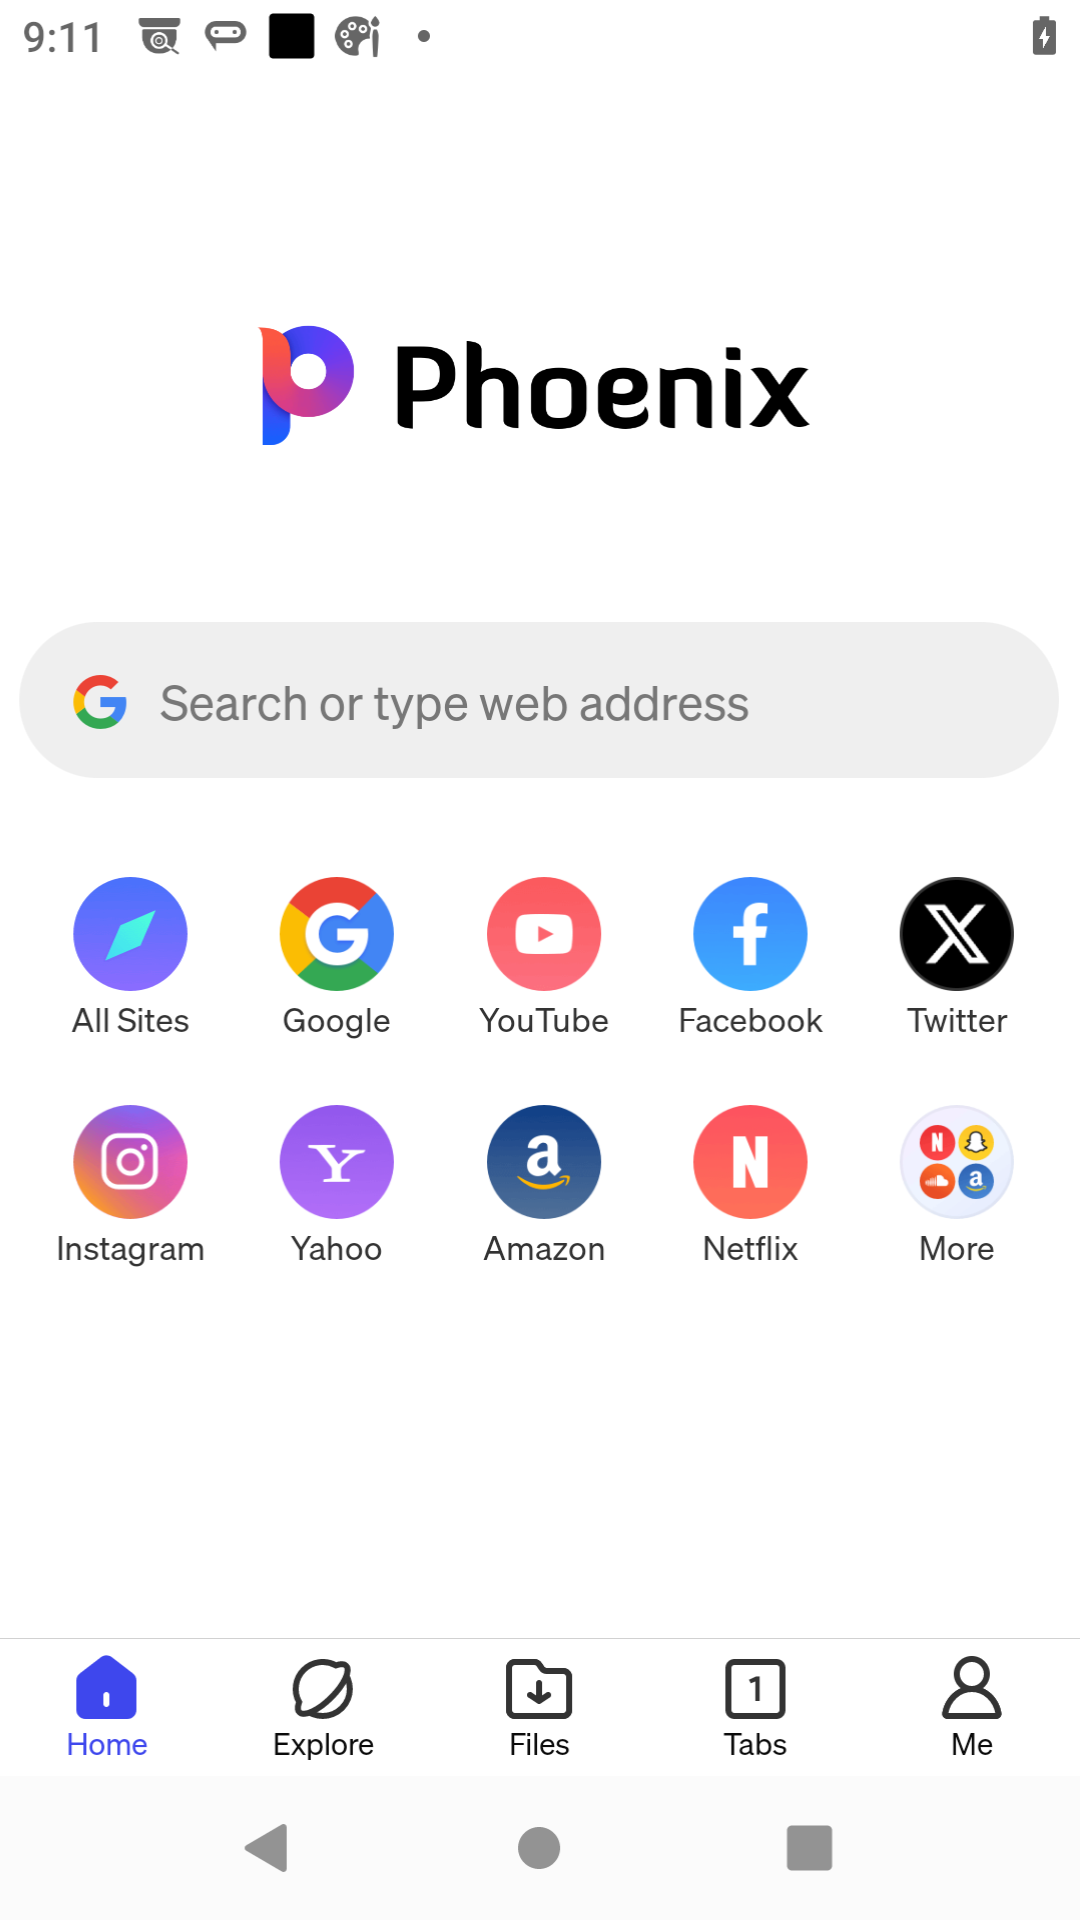 9:11
Phoenix
Search or type web address
All Sites
Google
YouTube
Facebook
Twitter
Instagram
Yahoo
Amazon
Netflix
More
Home
Explore
Files
1
Tabs
Me